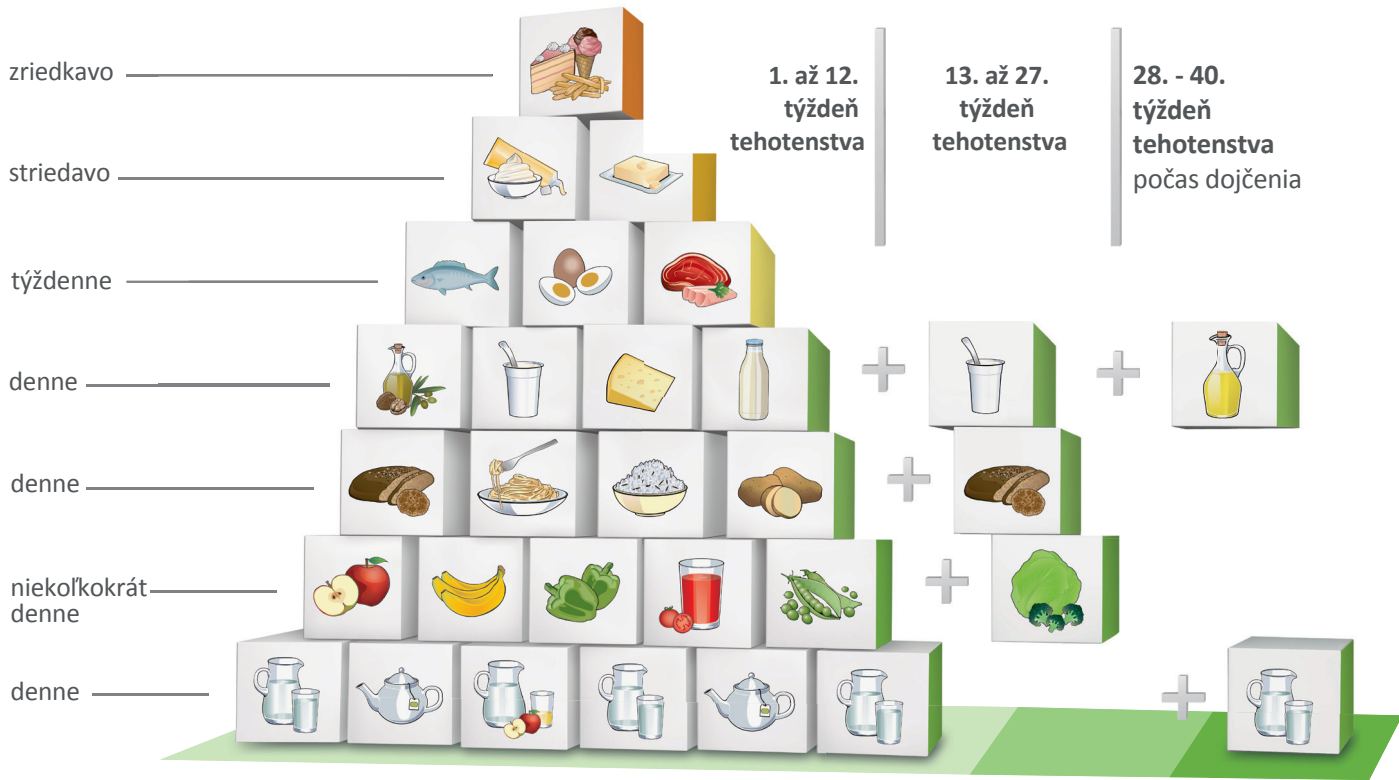 zriedkavo
striedavo
týždenne
denne
denne
niekoľkokrát
denne
denne
1. až 12.
týždeň
tehotenstva
13. až 27.
týždeň
tehotenstva
28. - 40.
týždeň
tehotenstva
počas dojčenia